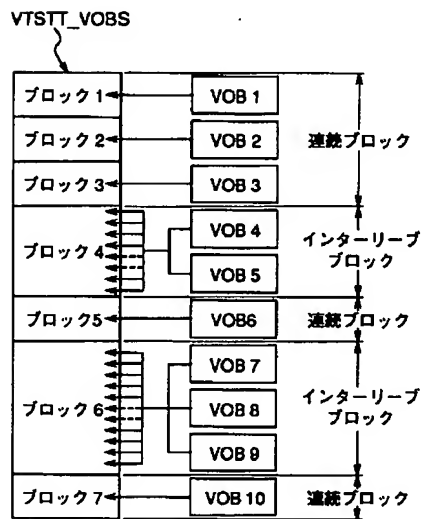 VTSTT_VOBS
ブロック1
VOB 1
ブロック2
VOB 2
連続ブロック
ブロック3
VOB 3
ブロック4
VOB 4
VOB 5
インターリーブ
ブロック
ブロック5
VOB6
連続ブロック
ブロック6
VOB 7
VOB 8
VOB 9
インターリーブ
ブロック
ブロック7
VOB 10
連続ブロック